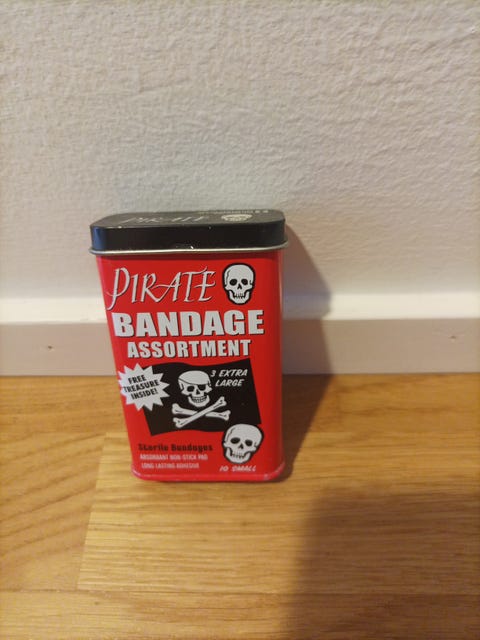 PIRATE
PIRATE
BANDAGE
ASSORTMENT
FREE
TREASURE
INSIDE!
3 EXTRA
LARGE
Sterile Bandages
ABSORBANT NON-STICK PAD
LONG LASTING ADHESIVE
10 SMALL